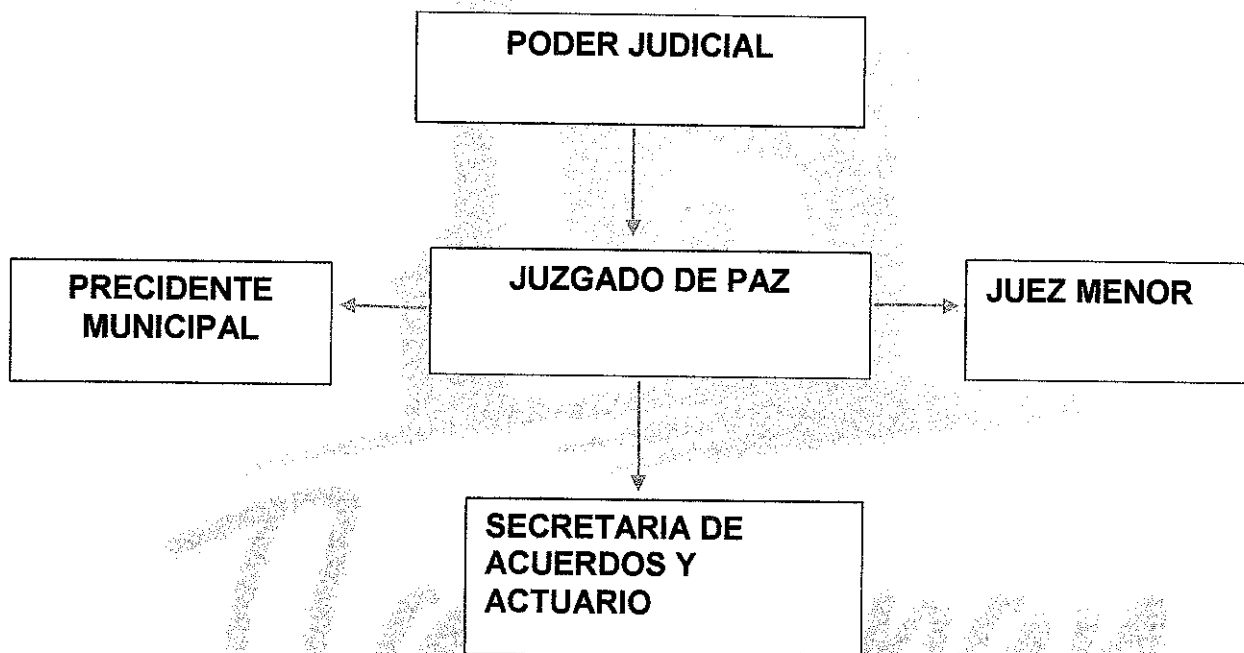 PODER JUDICIAL
PRECIDENTE
MUNICIPAL
JUZGADO DE PAZ
JUEZ MENOR
SECRETARIA DE
ACUERDOS Y
ACTUARIO